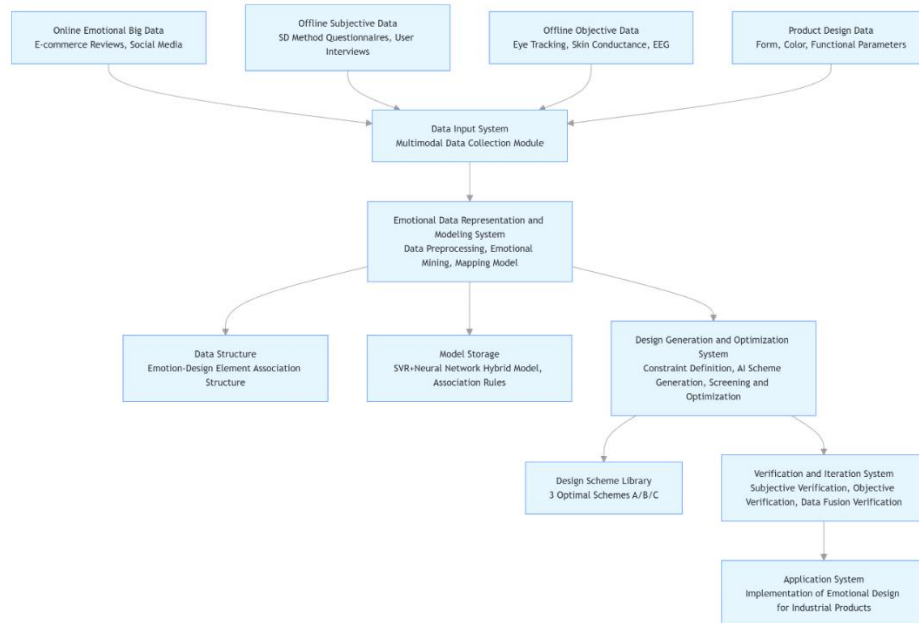 Online Emotional Big Data
E-commerce Reviews, Social Media
Offline Subjective Data
SD Method Questionnaires, User
Interviews
Offline Objective Data
Eye Tracking, Skin Conductance, EEG
Product Design Data
Form, Color, Functional Parameters
Data Input System
Multimodal Data Collection Module
Emotional Data Representation and
Modeling System
Data Preprocessing, Emotional
Mining, Mapping Model
Data Structure
Emotion-Design Element Association
Structure
Model Storage
SVR+Neural Network Hybrid Model,
Association Rules
Design Generation and Optimization
System
Constraint Definition, AI Scheme
Generation, Screening and
Optimization
Design Scheme Library
3 Optimal Schemes A/B/C
Verification and Iteration System
Subjective Verification, Objective
Verification, Data Fusion Verification
Application System
Implementation of Emotional Design
for Industrial Products